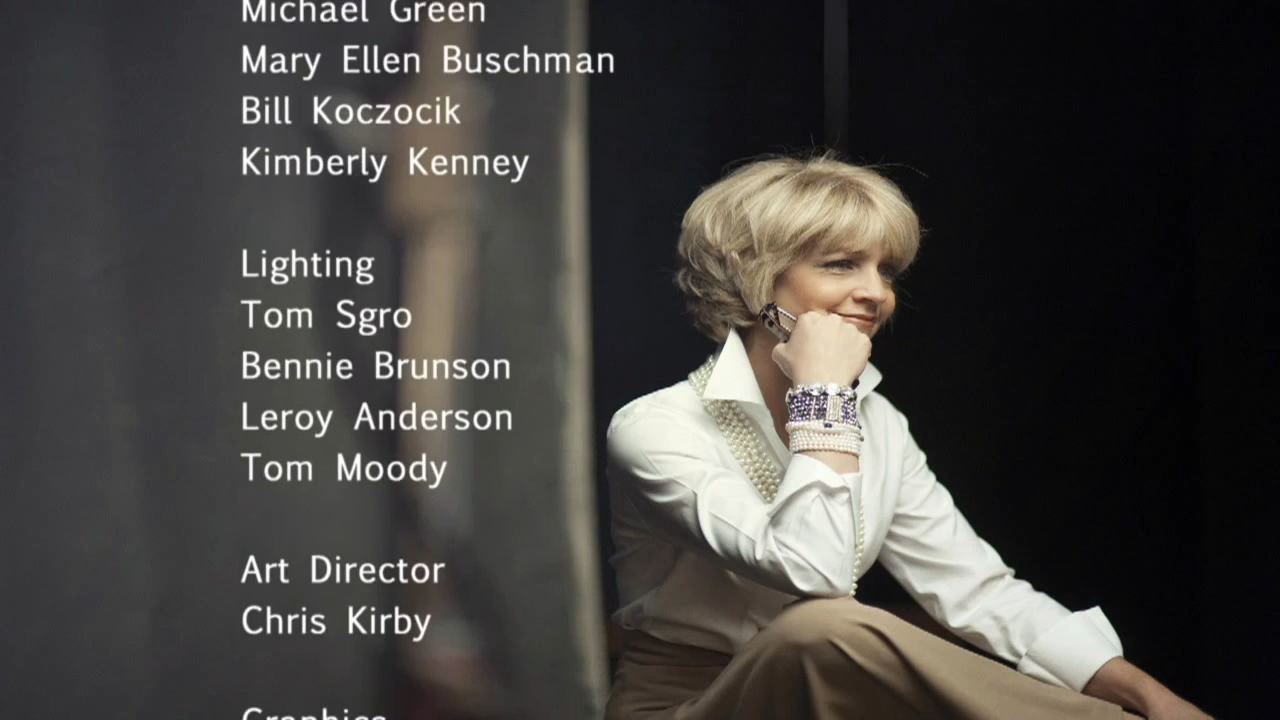 Michael Green
Mary Ellen Buschman
Bill Koczocik
Kimberly Kenney
Lighting
Tom Sgro
Bennie Brunson
Leroy Anderson
Tom Moody
Art Director
Chris Kirby
Graphics